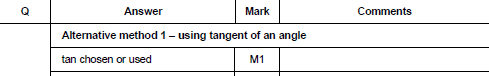 Q Answer Mark Comments
Alternative method 1 – using tangent of an angle
tan chosen or used M1